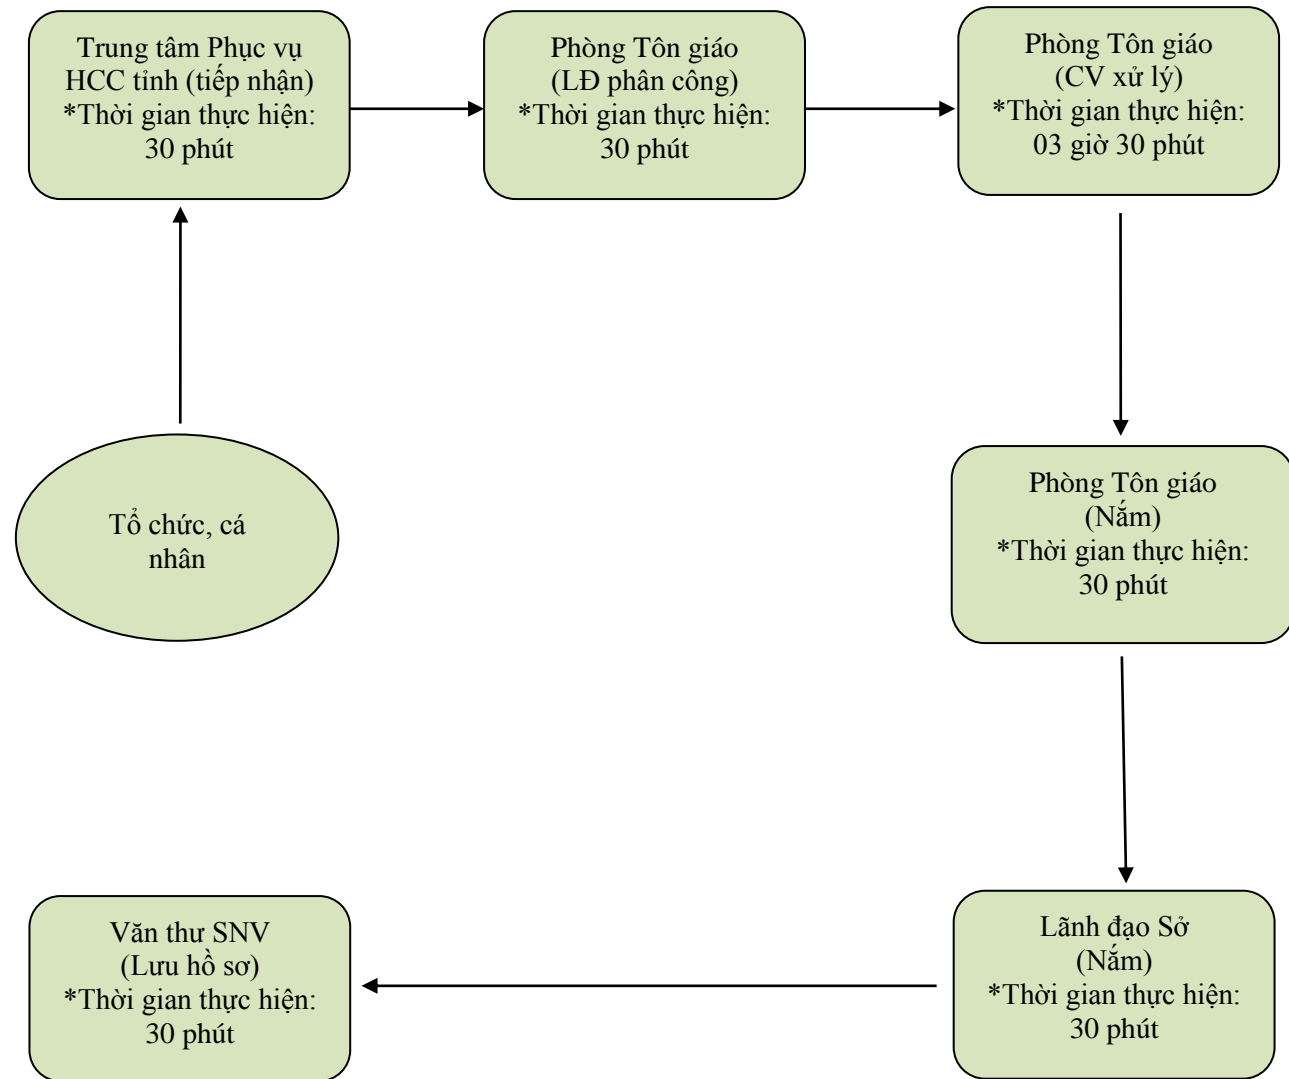 Trung tâm Phục vụ
HCC tỉnh (tiếp nhận)
*Thời gian thực hiện:
30 phút
Phòng Tôn giáo
(LĐ phân công)
*Thời gian thực hiện:
30 phút
Phòng Tôn giáo
(CV xử lý)
*Thời gian thực hiện:
03 giờ 30 phút
Tổ chức, cá
nhân
Phòng Tôn giáo
(Nắm)
*Thời gian thực hiện:
30 phút
Lãnh đạo Sở
(Nắm)
*Thời gian thực hiện:
30 phút
Văn thư SNV
(Lưu hồ sơ)
*Thời gian thực hiện:
30 phút